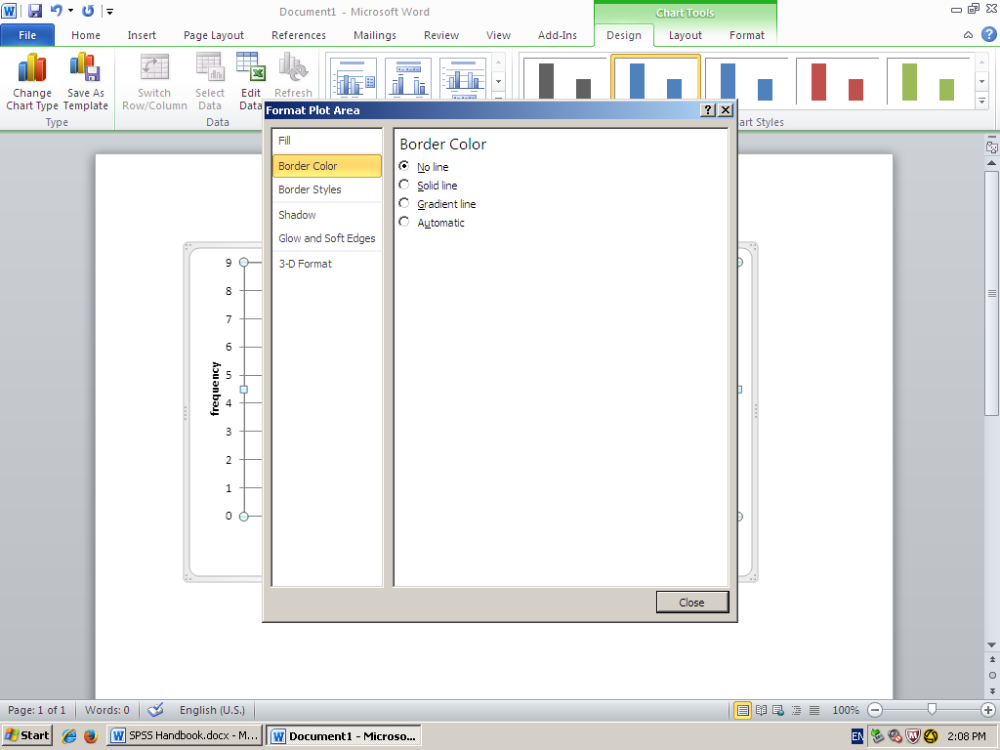 Document1 - Microsoft Word
Chart Tools
File Home Insert Page Layout References Mailings Review View Add-Ins Design Layout Format
Change Chart Type
Save As Template
Switch Row/Column
Select Data
Edit Data
Refresh
Type
Data
art Styles
Format Plot Area
Fill
Border Color
Border Styles
Shadow
Glow and Soft Edges
3-D Format
Border Color
No line
Solid line
Gradient line
Automatic
Close
frequency
9
8
7
6
5
4
3
2
1
0
Page: 1 of 1 Words: 0 English (U.S.) 100%
Start SPSS Handbook.docx - M... Document1 - Microso... EN 2:08 PM